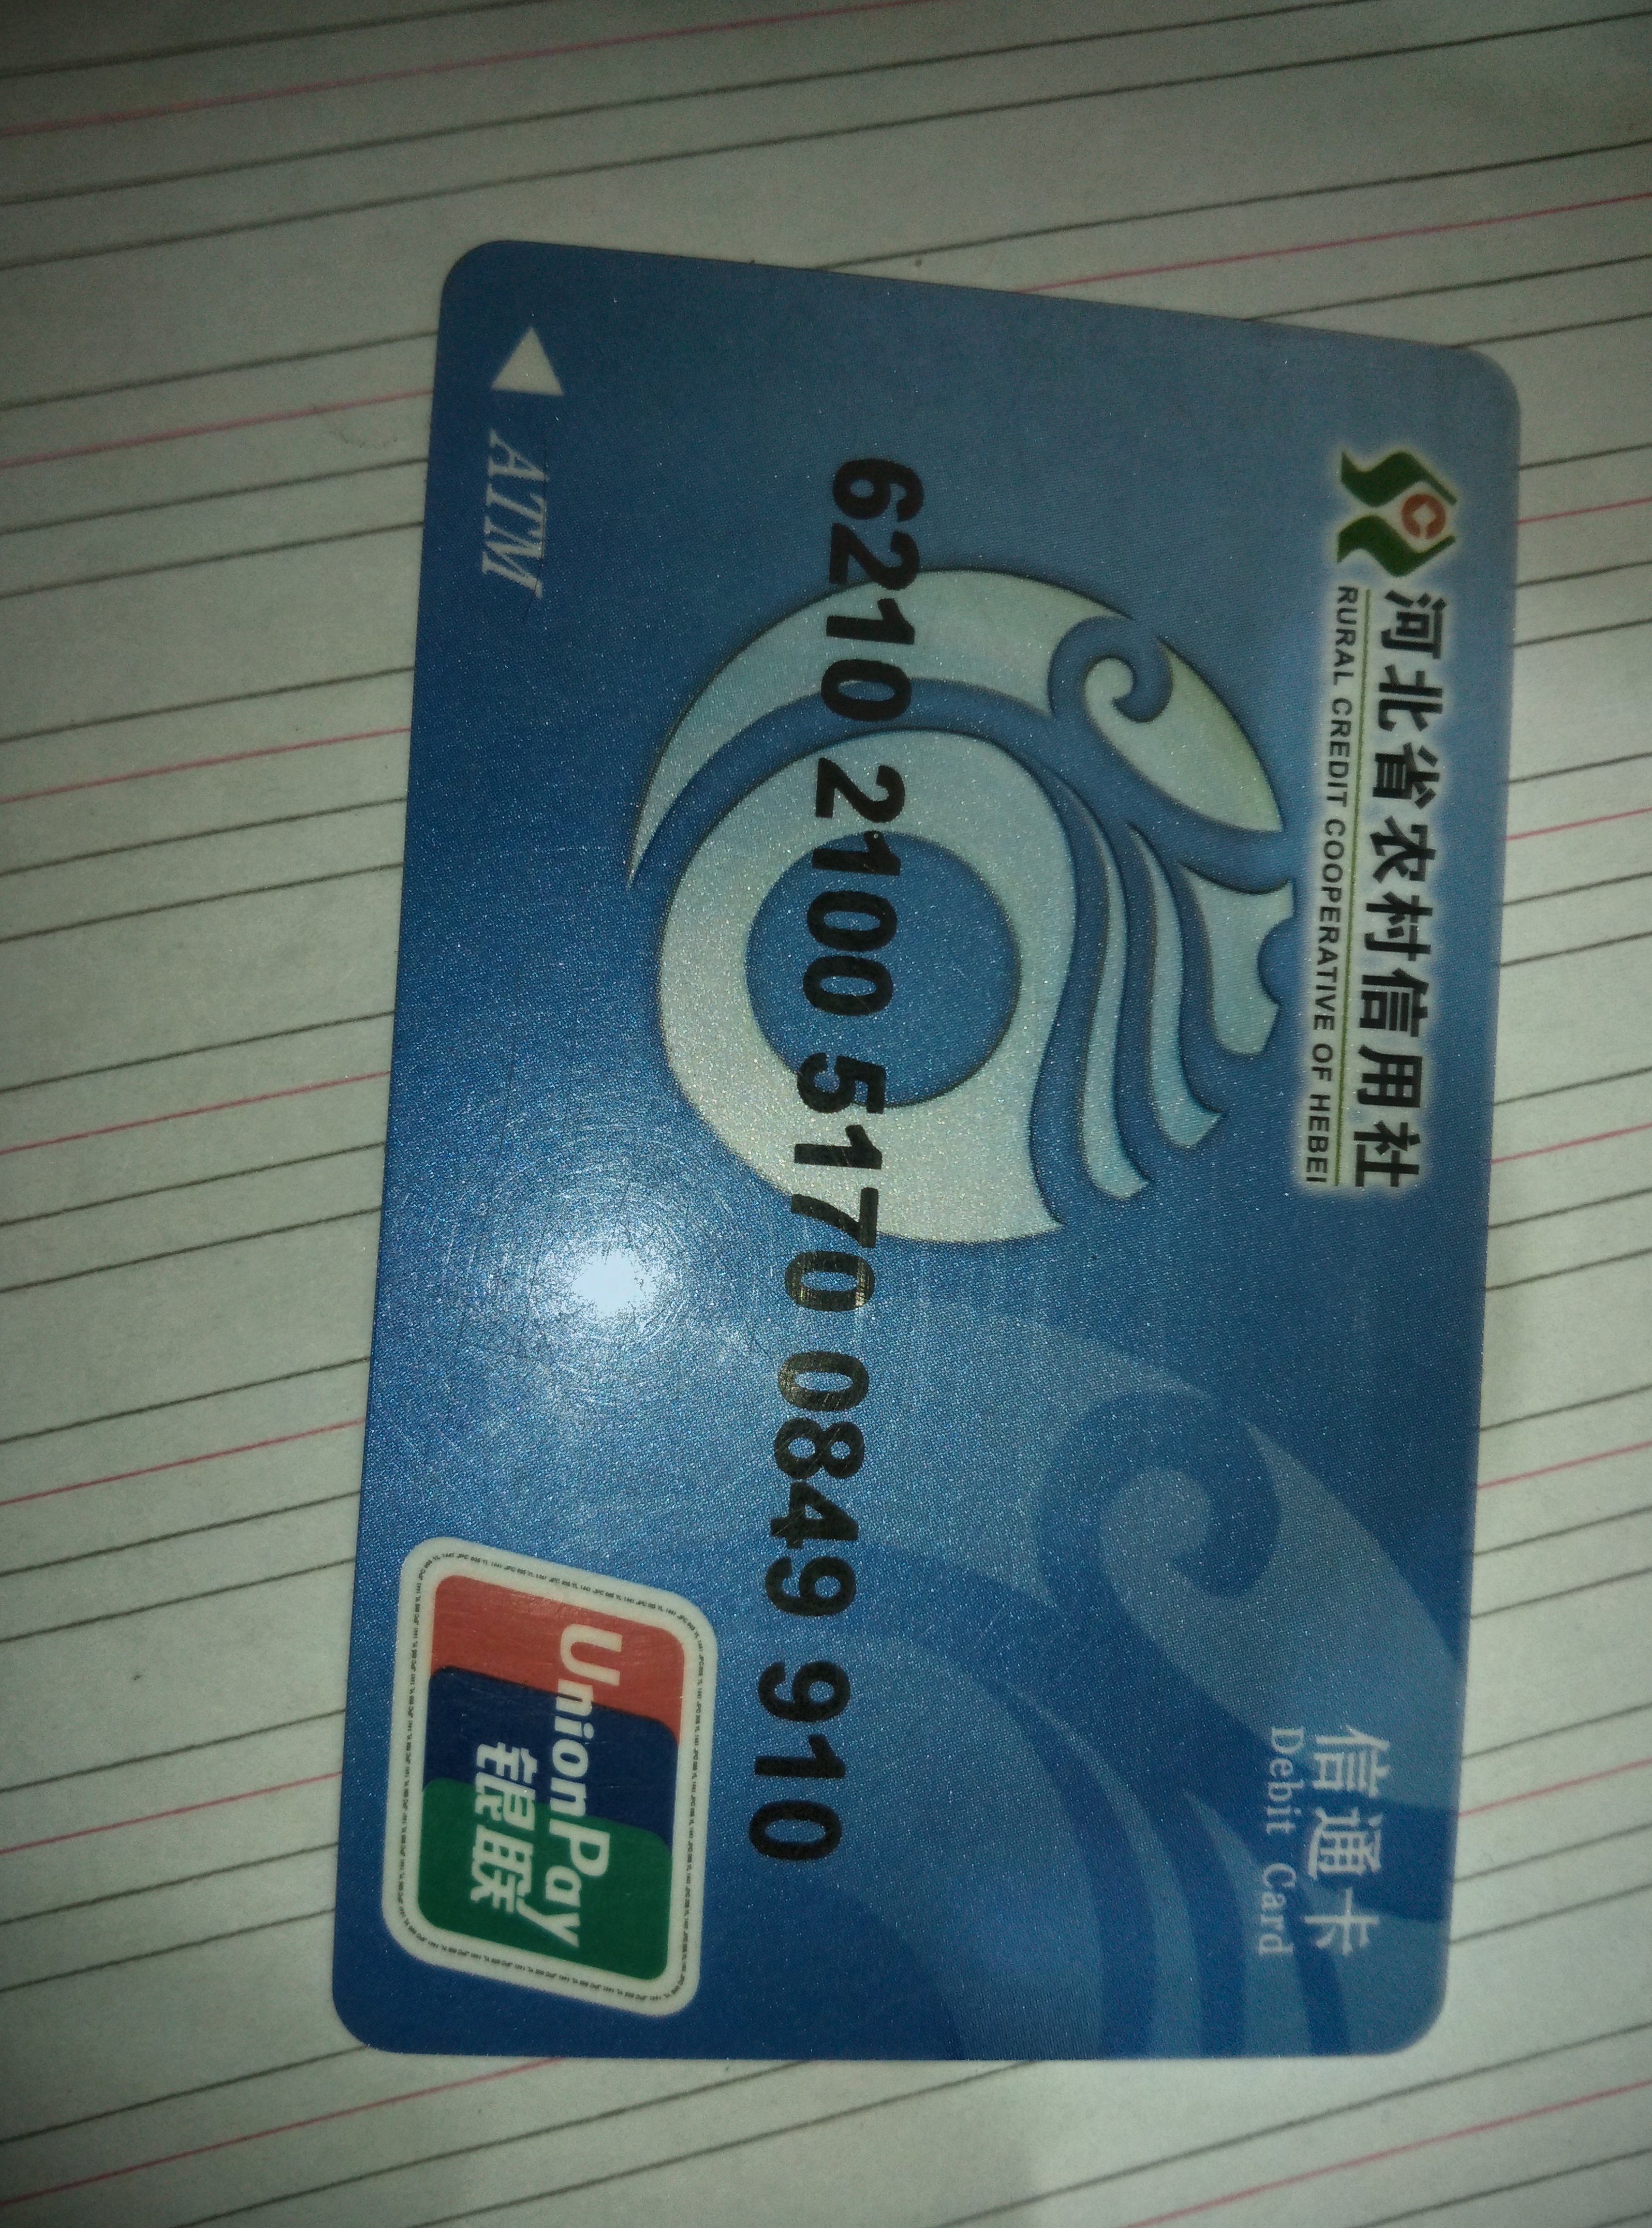 河北省农村信用社
RURAL CREDIT COOPERATIVE OF HEBEI
信通卡
Debit Card
6210 2100 5170 0849 910
ATM
UnionPay
银联